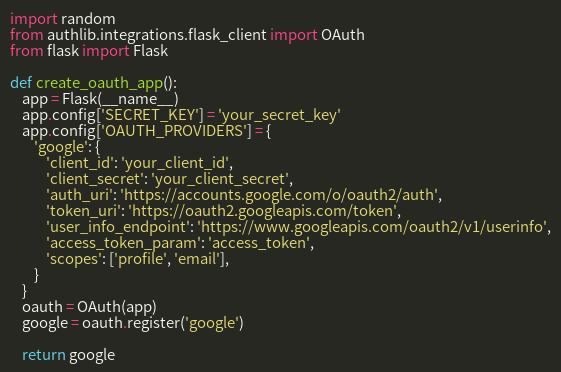 import random
from authlib.integrations.flask_client import OAuth
from flask import Flask

def create_oauth_app():
    app = Flask(__name__)
    app.config['SECRET_KEY'] = 'your_secret_key'
    app.config['OAUTH_PROVIDERS'] = {
        'google': {
            'client_id': 'your_client_id',
            'client_secret': 'your_client_secret',
            'auth_uri': 'https://accounts.google.com/o/oauth2/auth',
            'token_uri': 'https://oauth2.googleapis.com/token',
            'user_info_endpoint': 'https://www.googleapis.com/oauth2/v1/userinfo',
            'access_token_param': 'access_token',
            'scopes': ['profile', 'email'],
        }
    }
    oauth = OAuth(app)
    google = oauth.register('google')

    return google